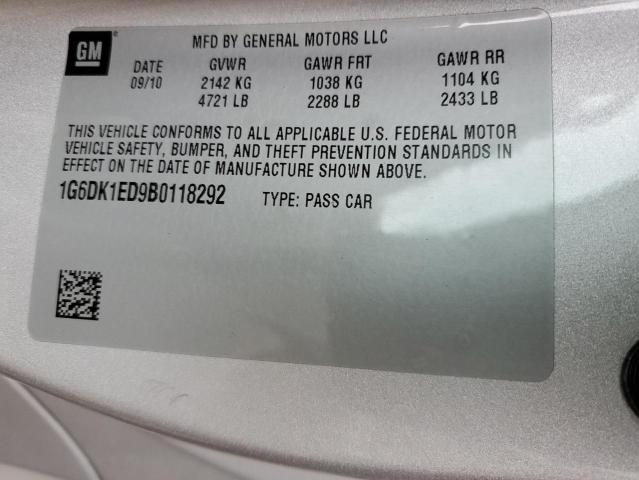 GM
MFD BY GENERAL MOTORS LLC
DATE GVWR GAWR FRT GAWR RR
09/10 2142 KG 1038 KG 1104 KG
4721 LB 2288 LB 2433 LB
THIS VEHICLE CONFORMS TO ALL APPLICABLE U.S. FEDERAL MOTOR
VEHICLE SAFETY, BUMPER, AND THEFT PREVENTION STANDARDS IN
EFFECT ON THE DATE OF MANUFACTURE SHOWN ABOVE.
1G6DK1ED9B0118292 TYPE: PASS CAR